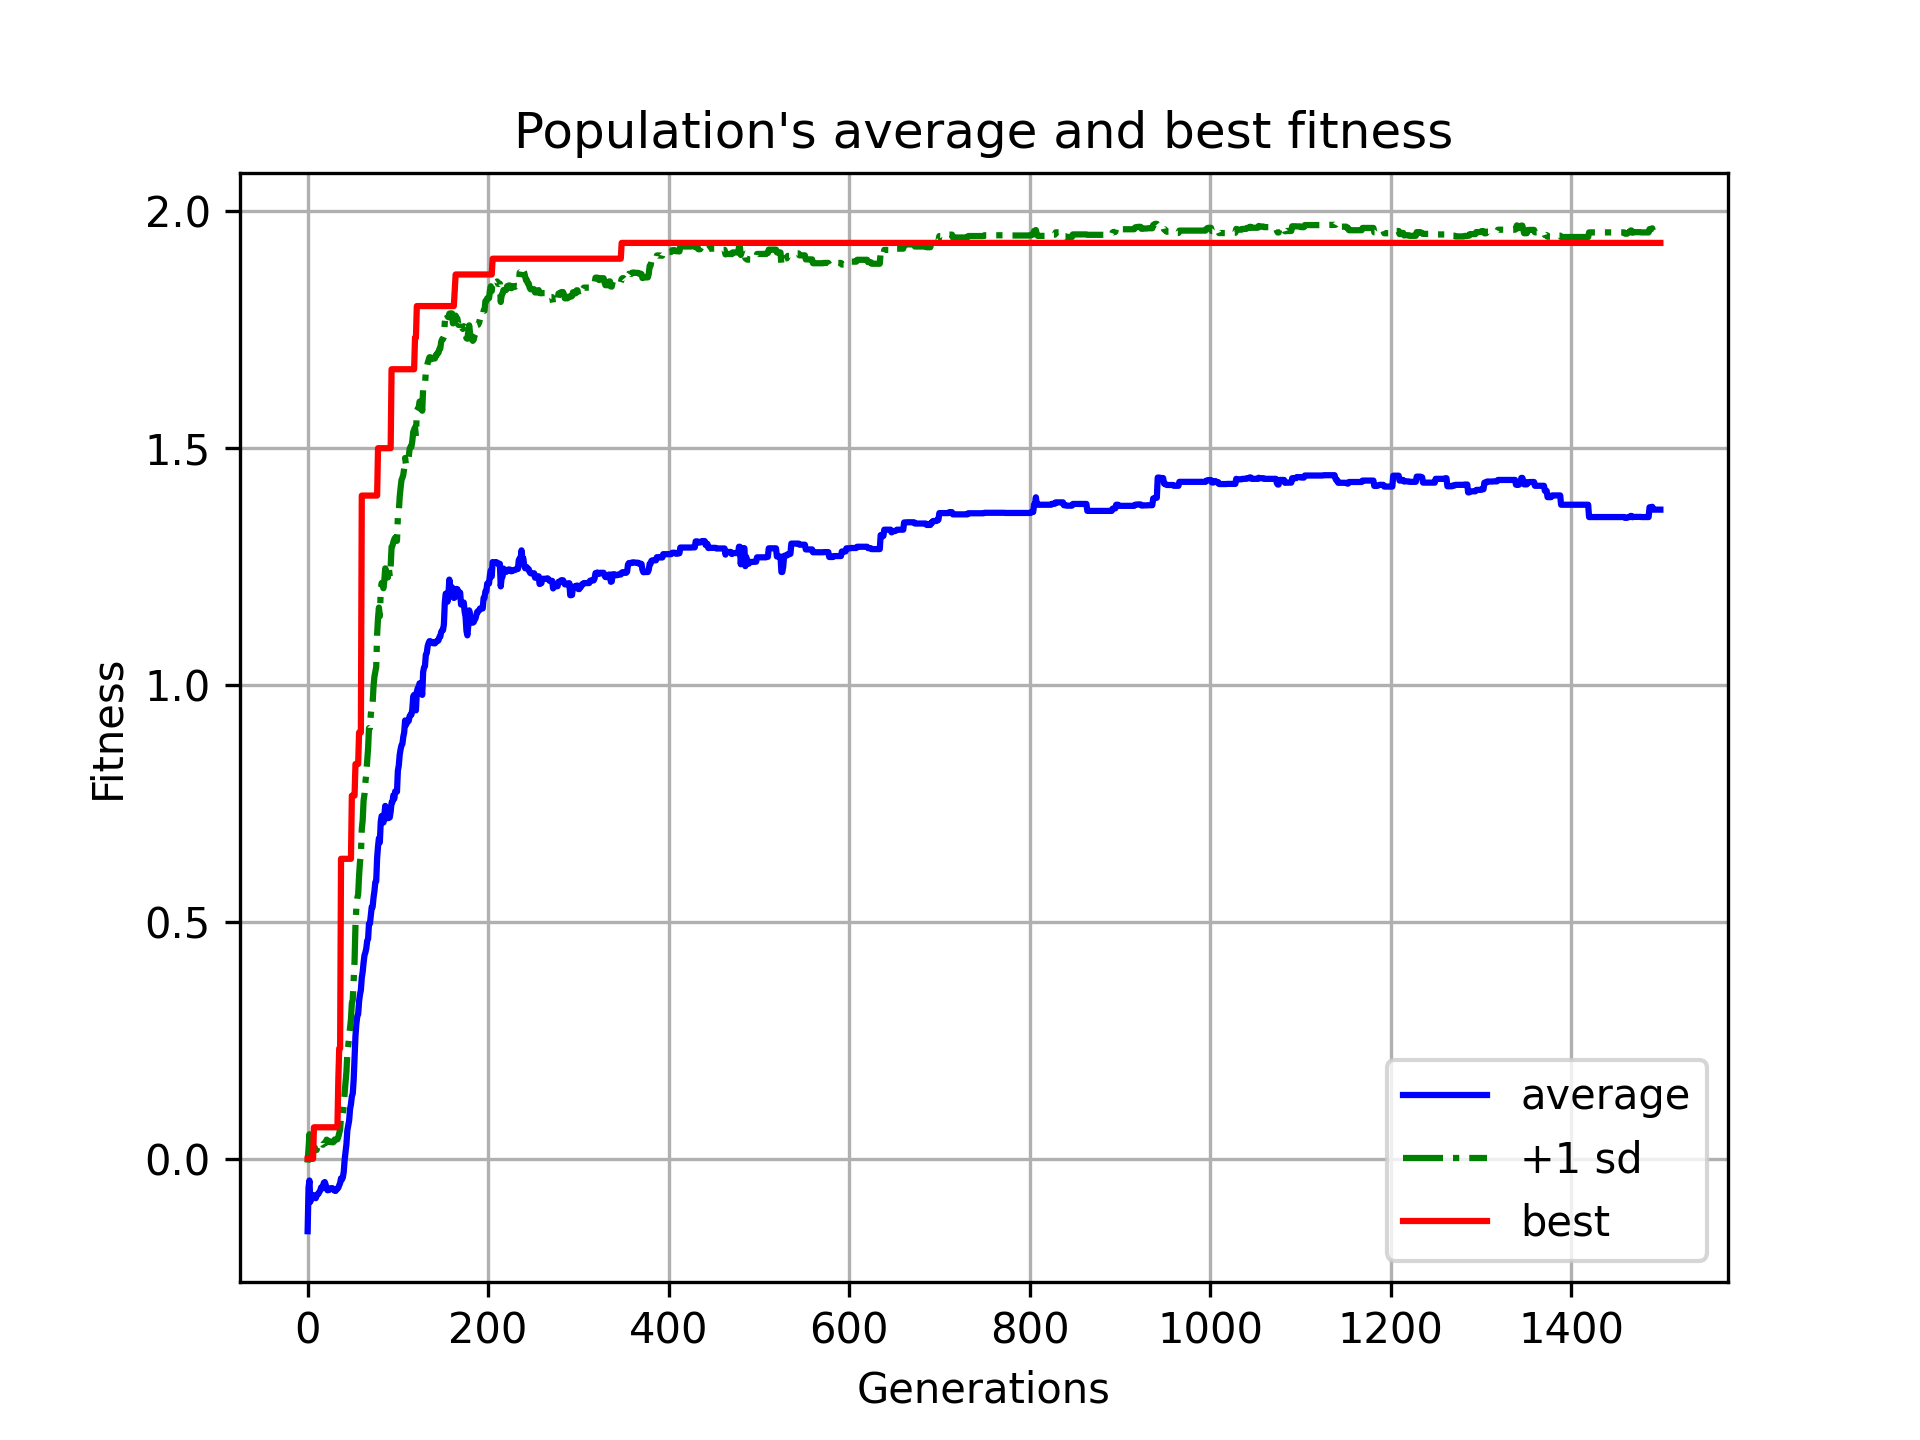 Population's average and best fitness
2.0
1.5
1.0
0.5
0.0
Fitness
0 200 400 600 800 1000 1200 1400
Generations
average
+1 sd
best